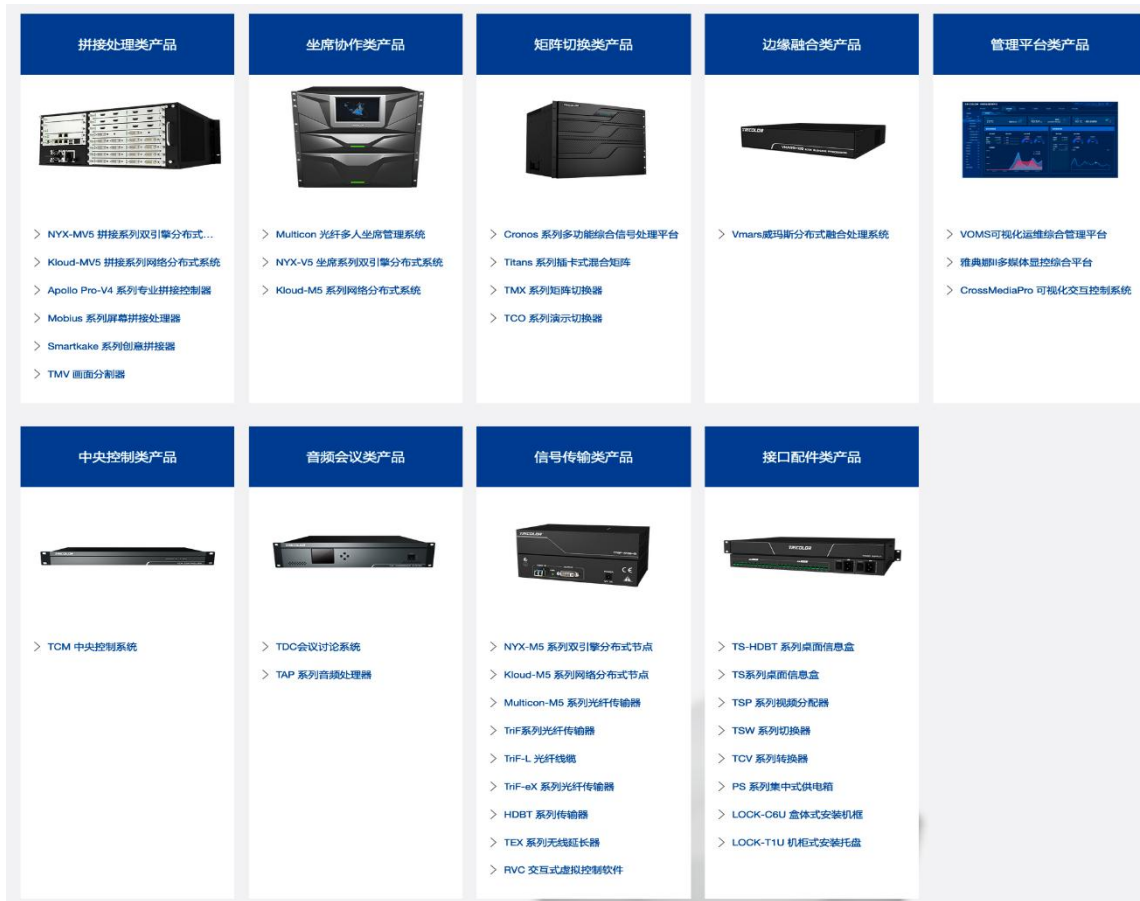 拼接处理类产品
NYX-MV5 拼接系列双引擎分布式...
Kloud-MV5 拼接系列网络分布式系统
Apollo Pro-V4 系列专业拼接控制器
Mobius 系列屏幕拼接处理器
Smartkake 系列创意拼接器
TMV 画面分割器
坐席协作类产品
Multicon 光纤多人坐席管理系统
NYX-V5 坐席系列双引擎分布式系统
Kloud-M5 系列网络分布式系统
矩阵切换类产品
Cronos 系列多功能综合信号处理平台
Titans 系列插卡式混合矩阵
TMX 系列矩阵切换器
TCO 系列演示切换器
边缘融合类产品
TRICOLOR
Vmars威玛斯分布式融合处理系统
管理平台类产品
VOMS可视化运维综合管理平台
雅典娜II多媒体显控综合平台
CrossMediaPro 可视化交互控制系统
中央控制类产品
TRICOLOR
TCM 中央控制系统
音频会议类产品
TRICOLOR
TDC会议讨论系统
TAP 系列音频处理器
信号传输类产品
TRICOLOR
NYX-M5 系列双引擎分布式节点
Kloud-M5 系列网络分布式节点
Multicon-M5 系列光纤传输器
TriF系列光纤传输器
TriF-L 光纤线缆
TriF-eX 系列光纤传输器
HDBT 系列传输器
TEX 系列无线延长器
RVC 交互式虚拟控制软件
接口配件类产品
TRICOLOR
TS-HDBT 系列桌面信息盒
TS系列桌面信息盒
TSP 系列视频分配器
TSW 系列切换器
TCV 系列转换器
PS 系列集中式供电箱
LOCK-C6U 盒体式安装机框
LOCK-T1U 机柜式安装托盘